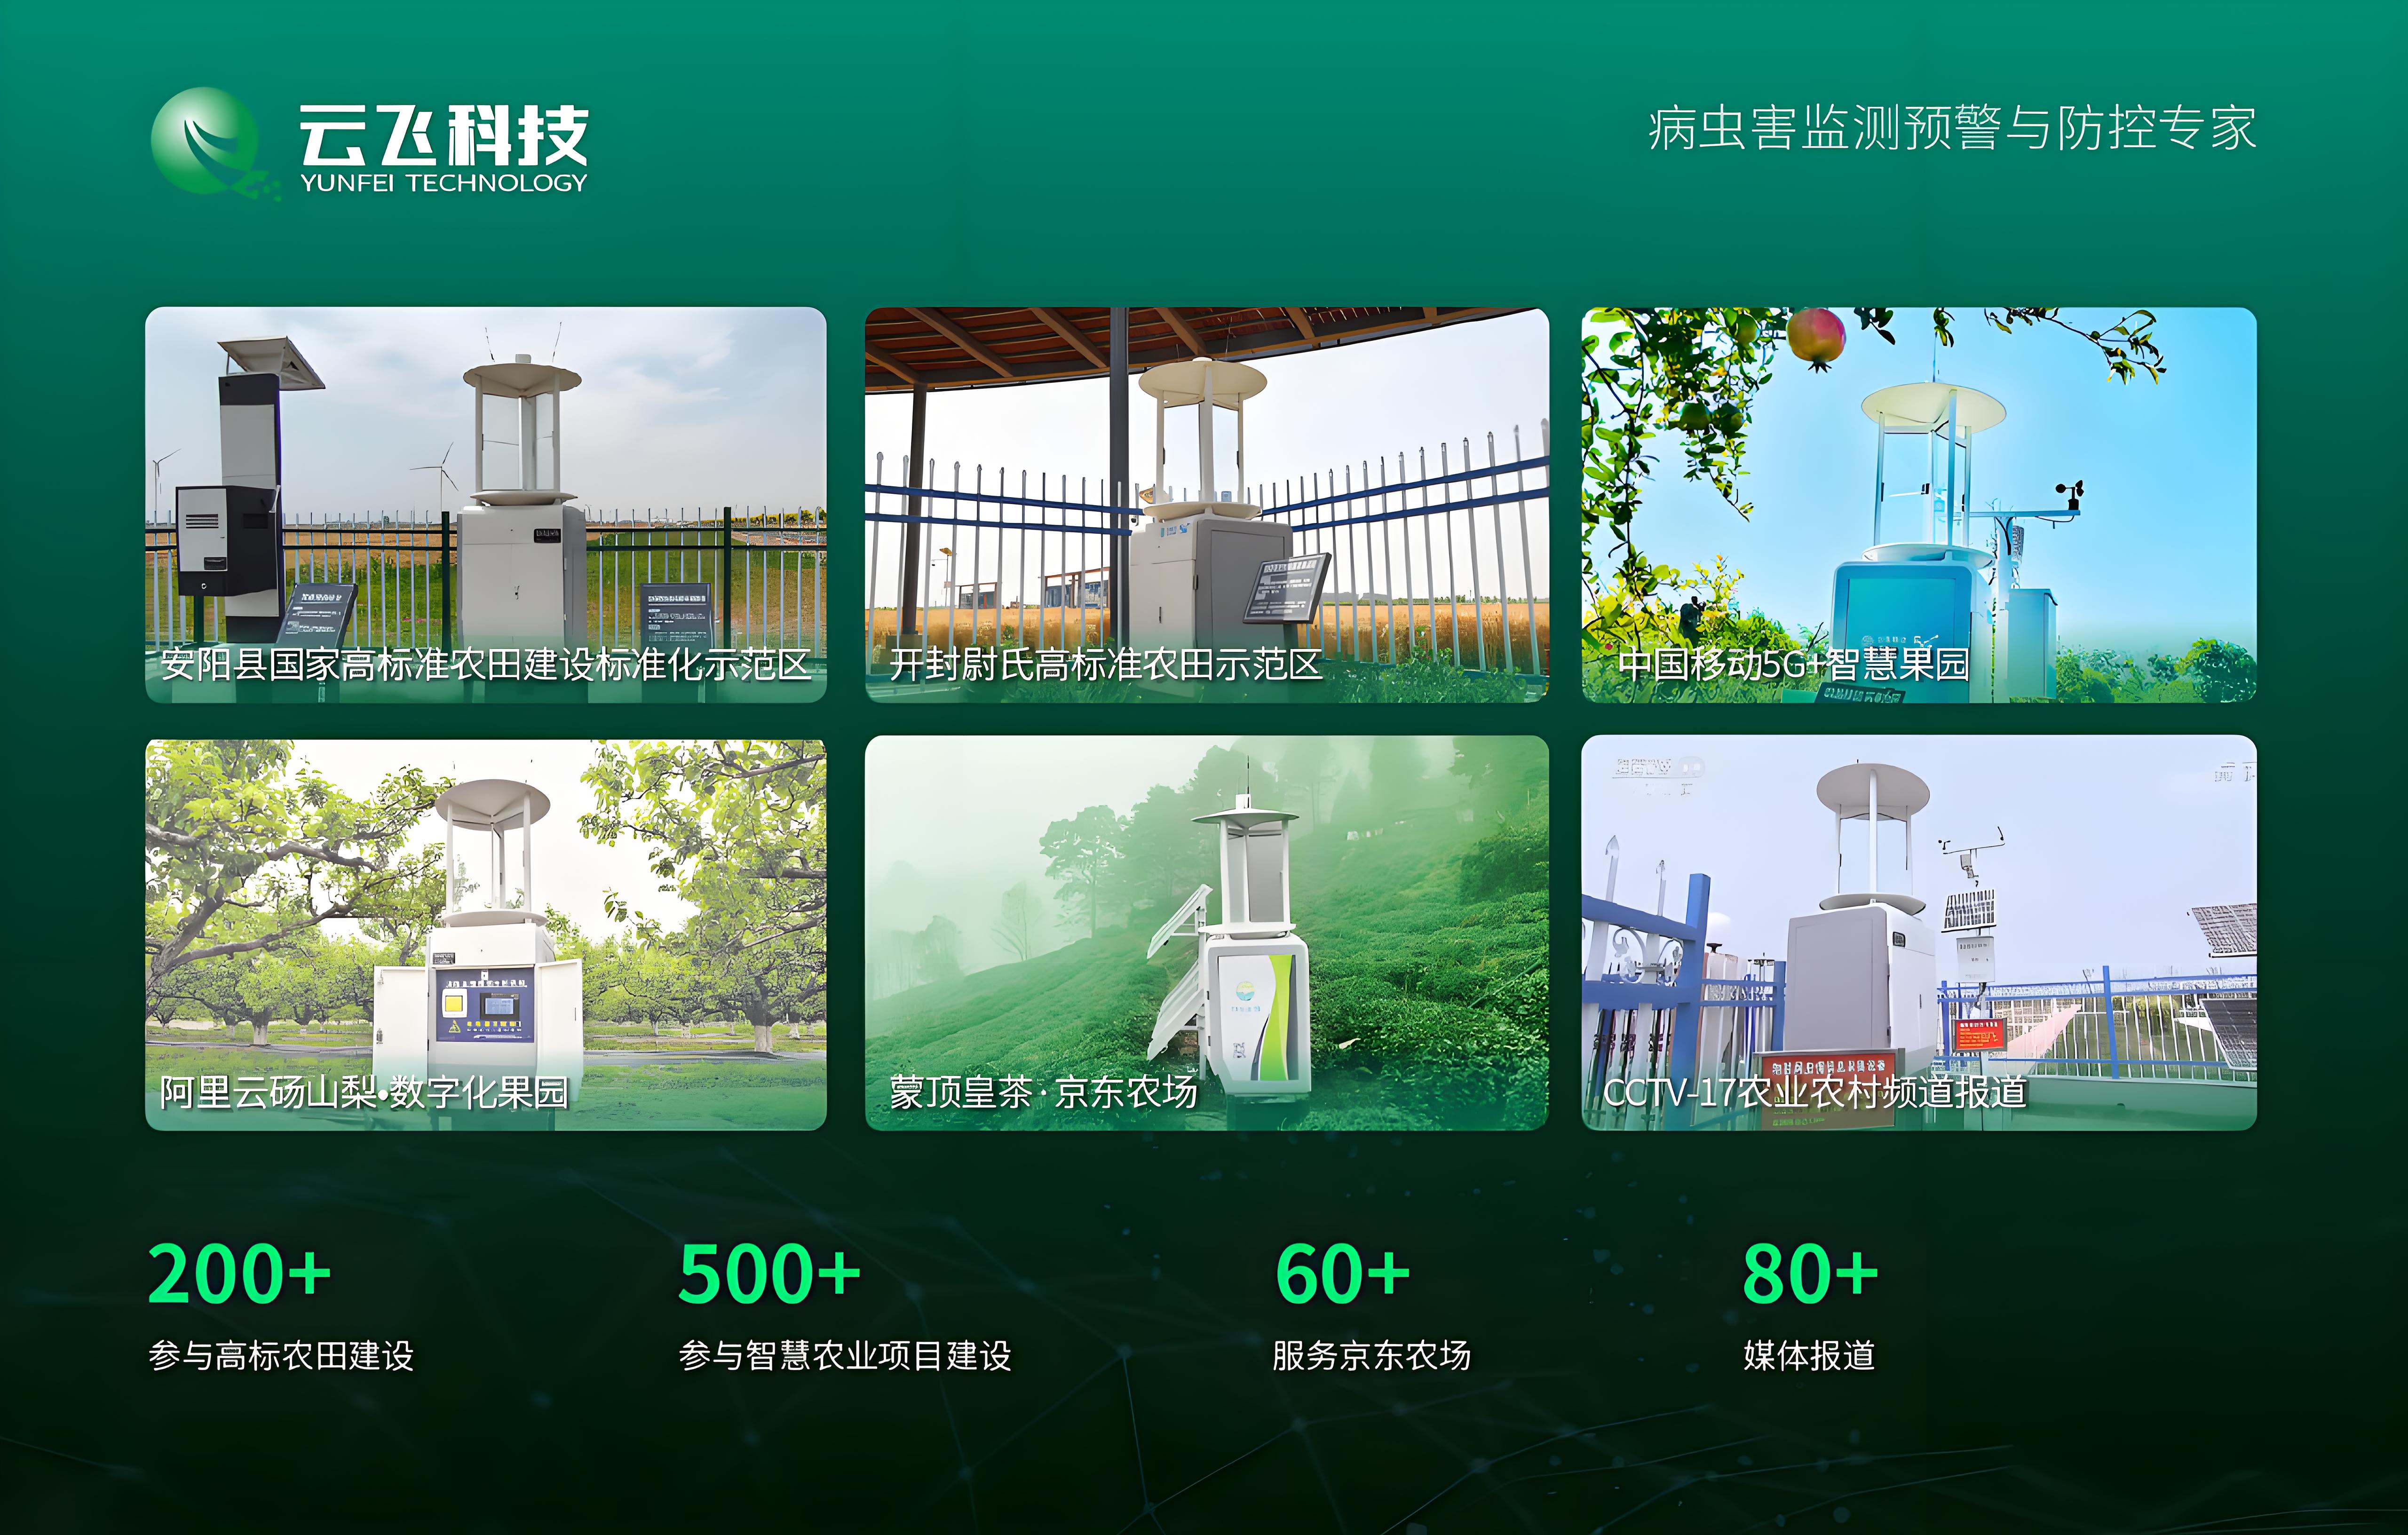 云飞科技
YUNFEI TECHNOLOGY
病虫害监测预警与防控专家
安阳县国家高标准农田建设标准化示范区
开封尉氏高标准农田示范区
中国移动5G+智慧果园
阿里云砀山梨•数字化果园
蒙顶皇茶·京东农场
CCTV-17农业农村频道报道
200+
参与高标农田建设
500+
参与智慧农业项目建设
60+
服务京东农场
80+
媒体报道